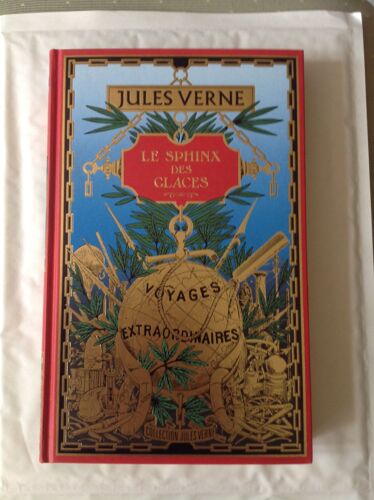 JULES VERNE
LE SPHINX
DES
GLACES
VOYAGES
EXTRAORDINAIRES
COLLECTION JULES VERNE